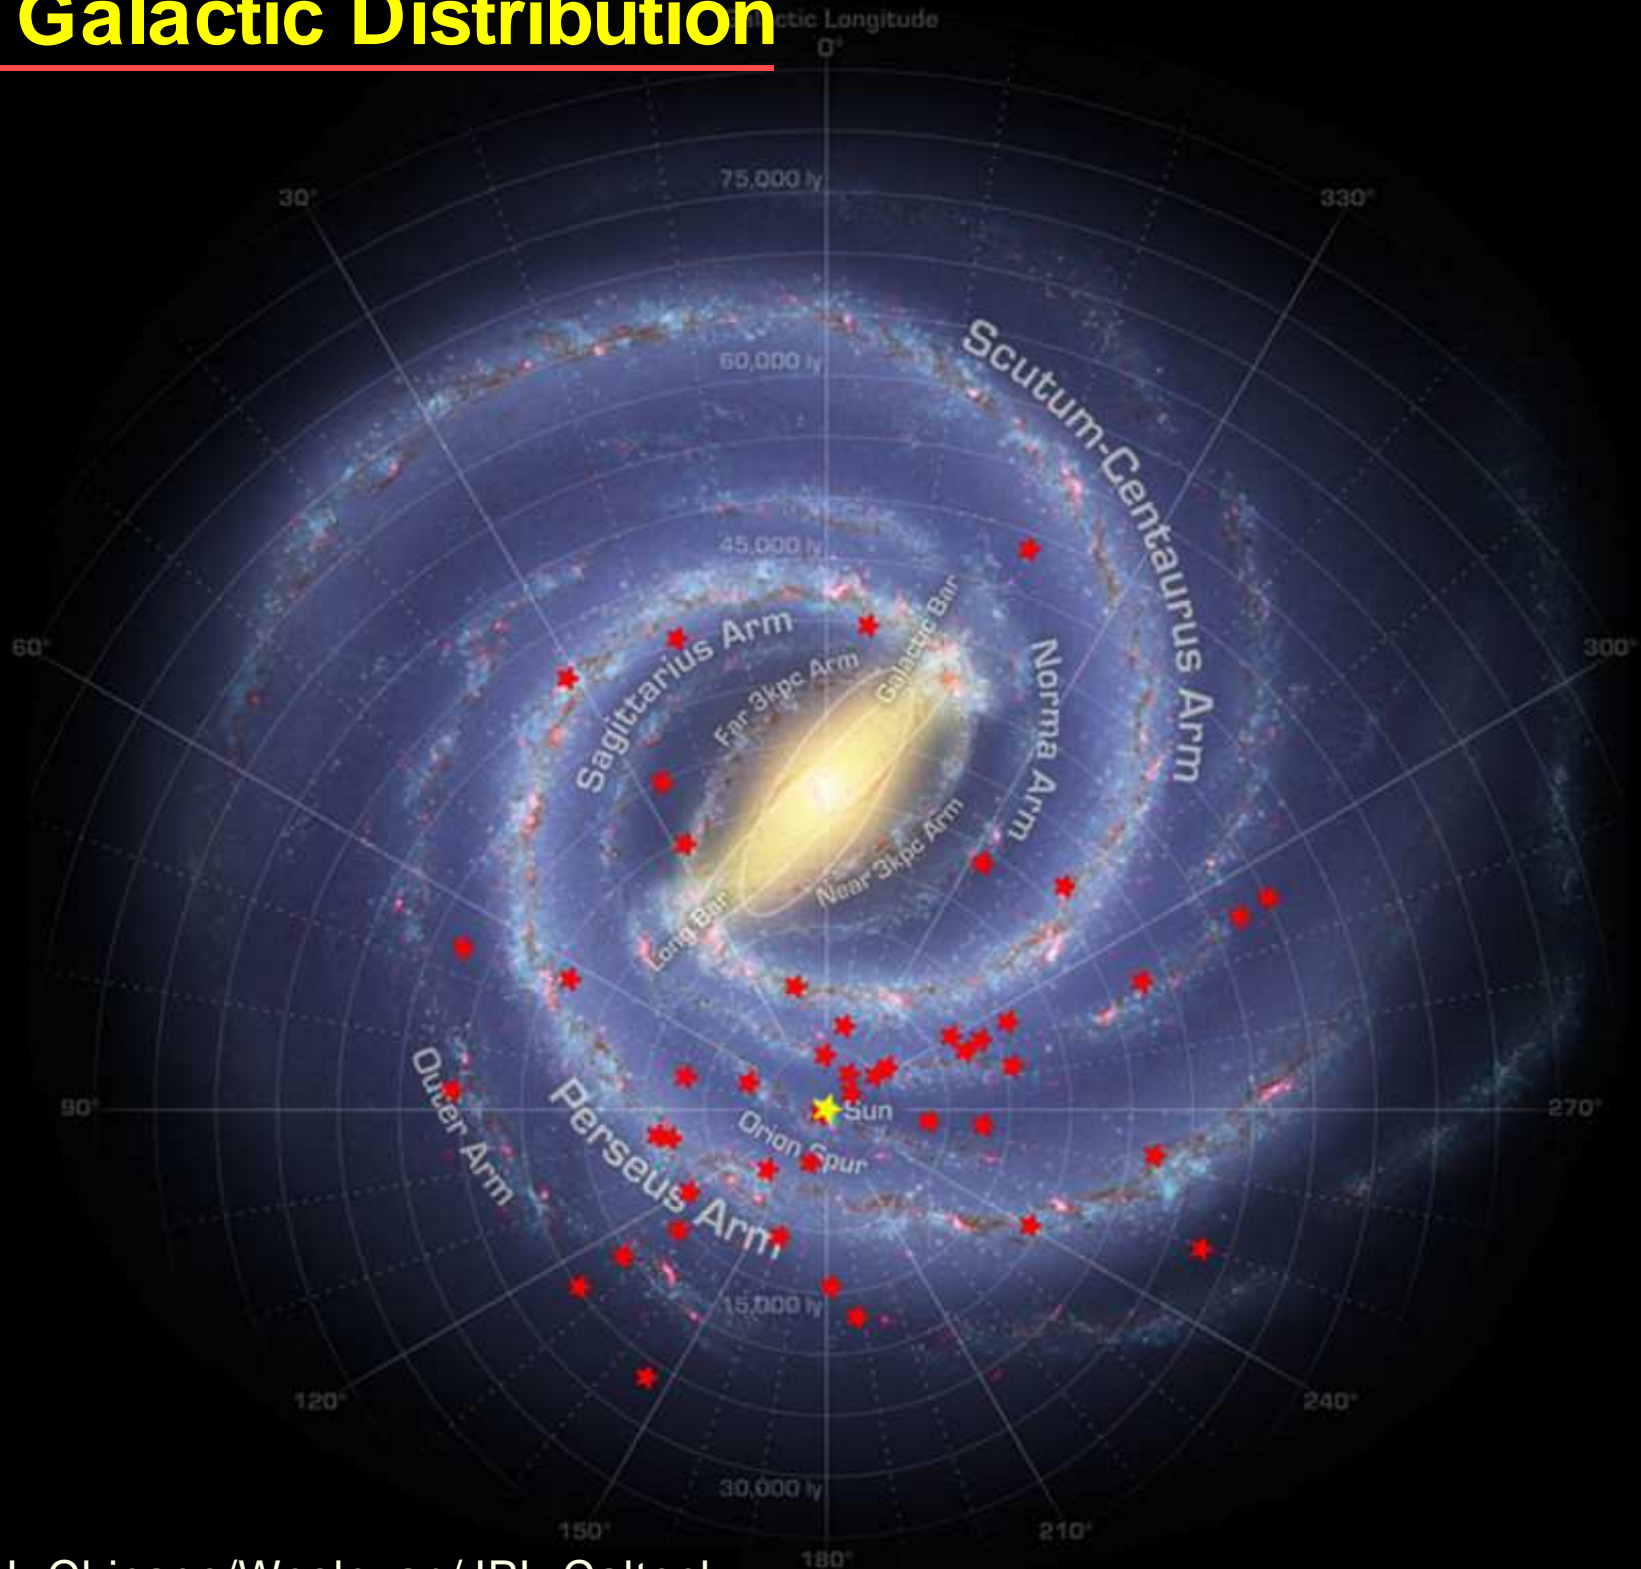 Galactic Distribution
Longitude
0°
75,000 ly
30°
330°
Scutum-Centaurus Arm
60,000 ly
45,000 ly
Galactic Bar
Sagittarius Arm
Far 3kpc Arm
Norma Arm
60°
300°
Near 3kpc Arm
Long Bar
Outer Arm
Perseus Arm
90°
Sun
270°
Orion Spur
15,000 ly
120°
240°
30,000 ly
150°
210°
180°